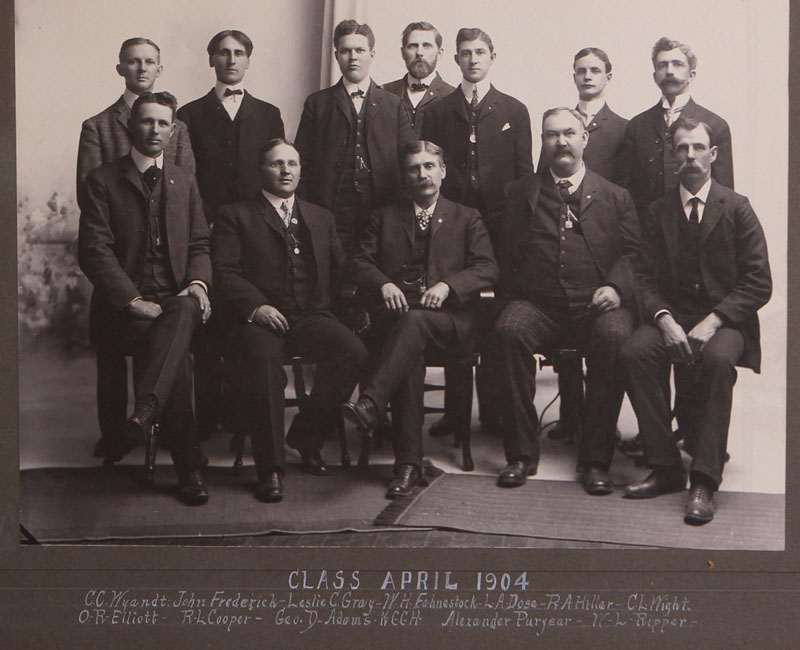 CLASS APRIL 1904
C.C. Wyandt. John Frederick - Leslie C. Gray - W.H. Fahnestock - L.A. Dose - R.A. Hiller - C L Wight.
O-R-Elliott - R-L Cooper - Geo. D. Adams - Alexander Puryear - W-L- Ripper -